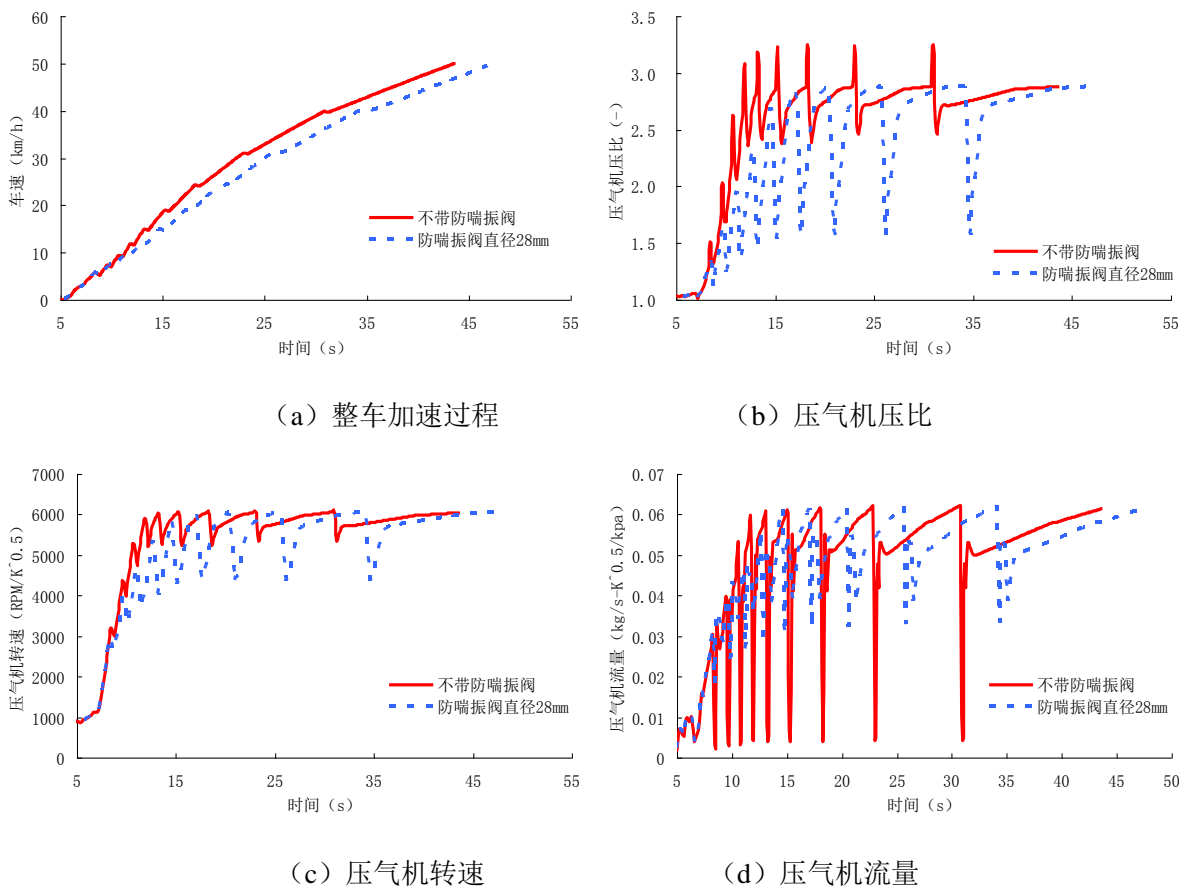 60
50
40
30
20
10
0
5
15
25
35
45
55
车速（km/h）
时间（s）
不带防喘振阀
防喘振阀直径28mm
（a）整车加速过程
3.5
3.0
2.5
2.0
1.5
1.0
5
15
25
35
45
55
压气机压比（-）
时间（s）
不带防喘振阀
防喘振阀直径28mm
（b）压气机压比
7000
6000
5000
4000
3000
2000
1000
0
5
15
25
35
45
55
压气机转速（RPM/K^0.5）
时间（s）
不带防喘振阀
防喘振阀直径28mm
（c）压气机转速
0.07
0.06
0.05
0.04
0.03
0.02
0.01
0
5
10
15
20
25
30
35
40
45
50
压气机流量（kg/s-K^0.5/kpa）
时间（s）
不带防喘振阀
防喘振阀直径28mm
（d）压气机流量